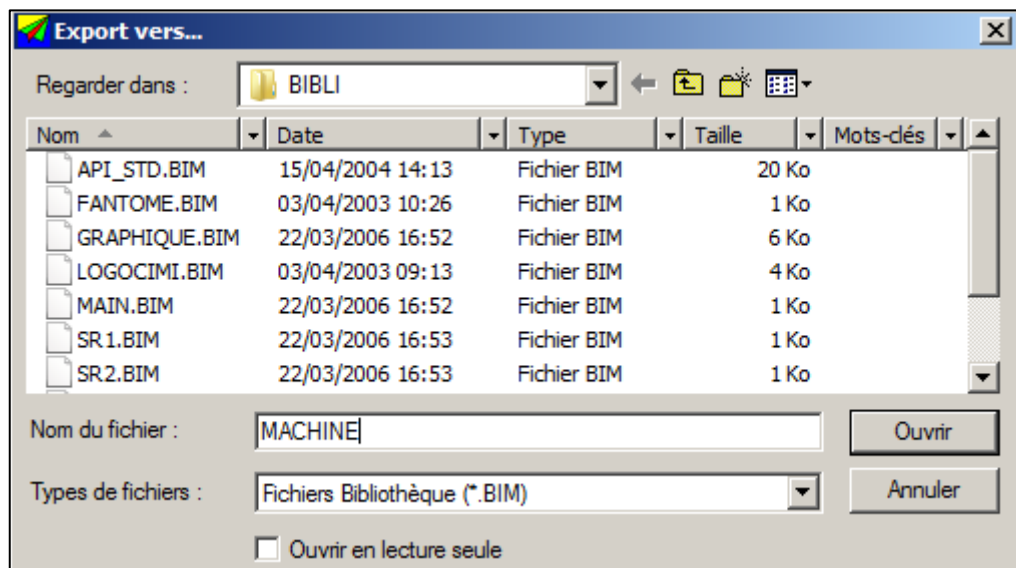 Export vers...
Regarder dans : BIBLI
Nom Date Type Taille Mots-clés
API_STD.BIM 15/04/2004 14:13 Fichier BIM 20 Ko
FANTOME.BIM 03/04/2003 10:26 Fichier BIM 1 Ko
GRAPHIQUE.BIM 22/03/2006 16:52 Fichier BIM 6 Ko
LOGOCIMI.BIM 03/04/2003 09:13 Fichier BIM 4 Ko
MAIN.BIM 22/03/2006 16:52 Fichier BIM 1 Ko
SR1.BIM 22/03/2006 16:53 Fichier BIM 1 Ko
SR2.BIM 22/03/2006 16:53 Fichier BIM 1 Ko
Nom du fichier : MACHINE Ouvrir
Types de fichiers : Fichiers Bibliothèque (*.BIM) Annuler
Ouvrir en lecture seule